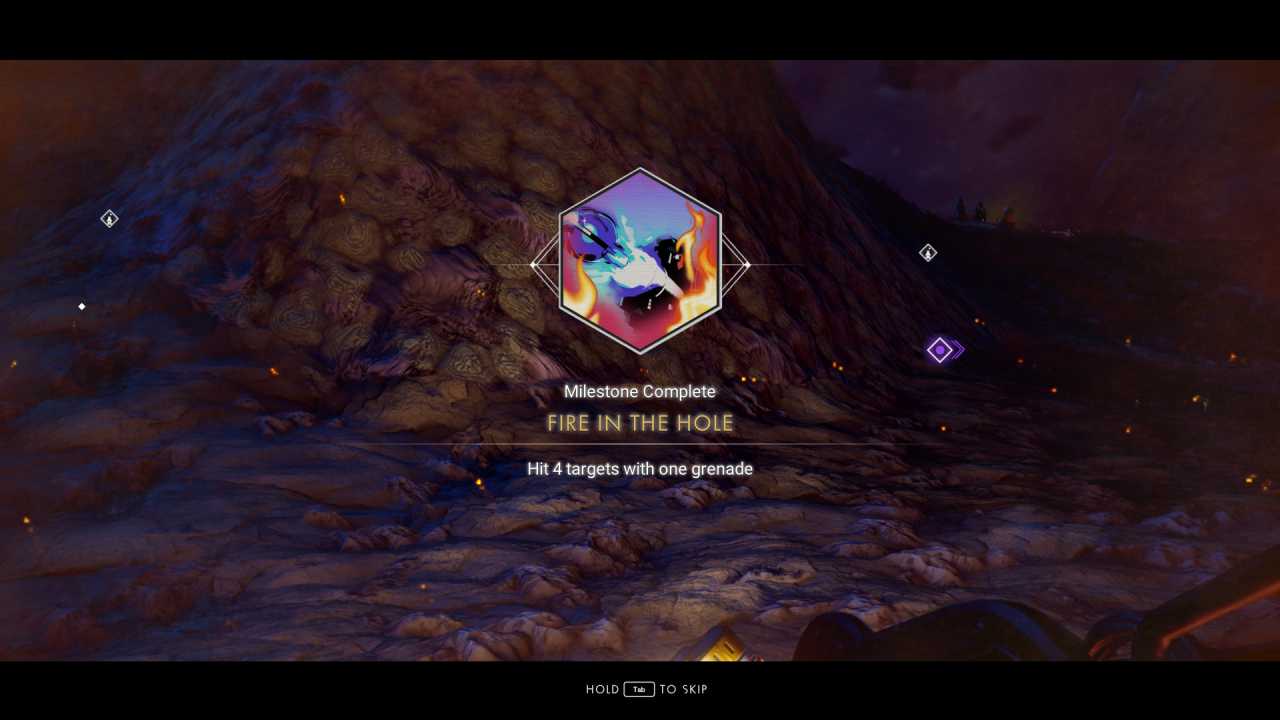 Milestone Complete
FIRE IN THE HOLE
Hit 4 targets with one grenade
HOLD Tab TO SKIP